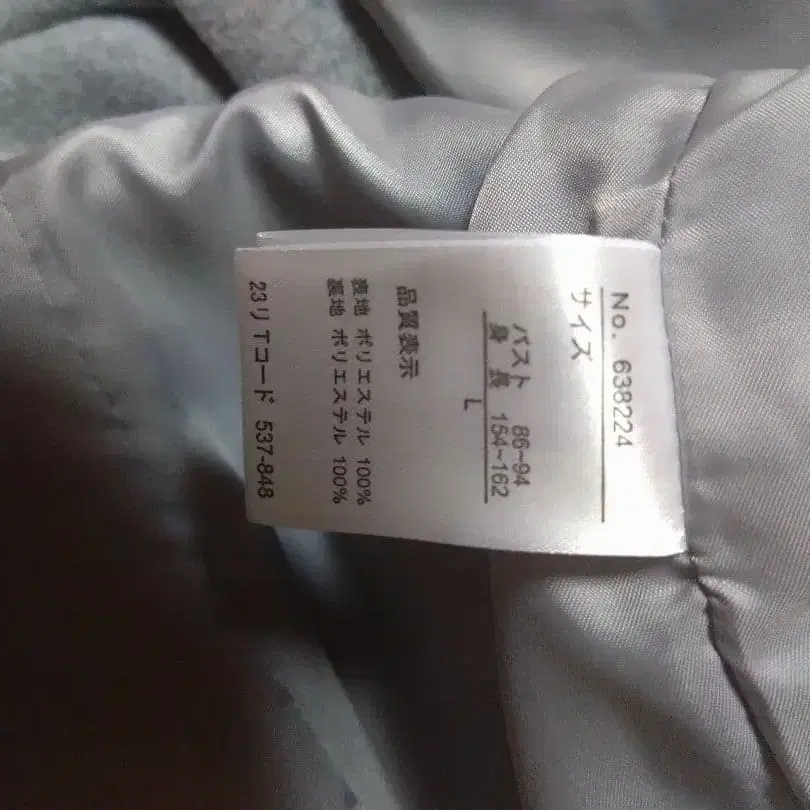 No. 638224
サイズ
バスト 86~94
身長 154~162
L
品質表示
表地 ポリエステル 100%
裏地 ポリエステル 100%
23リTコード 537-848